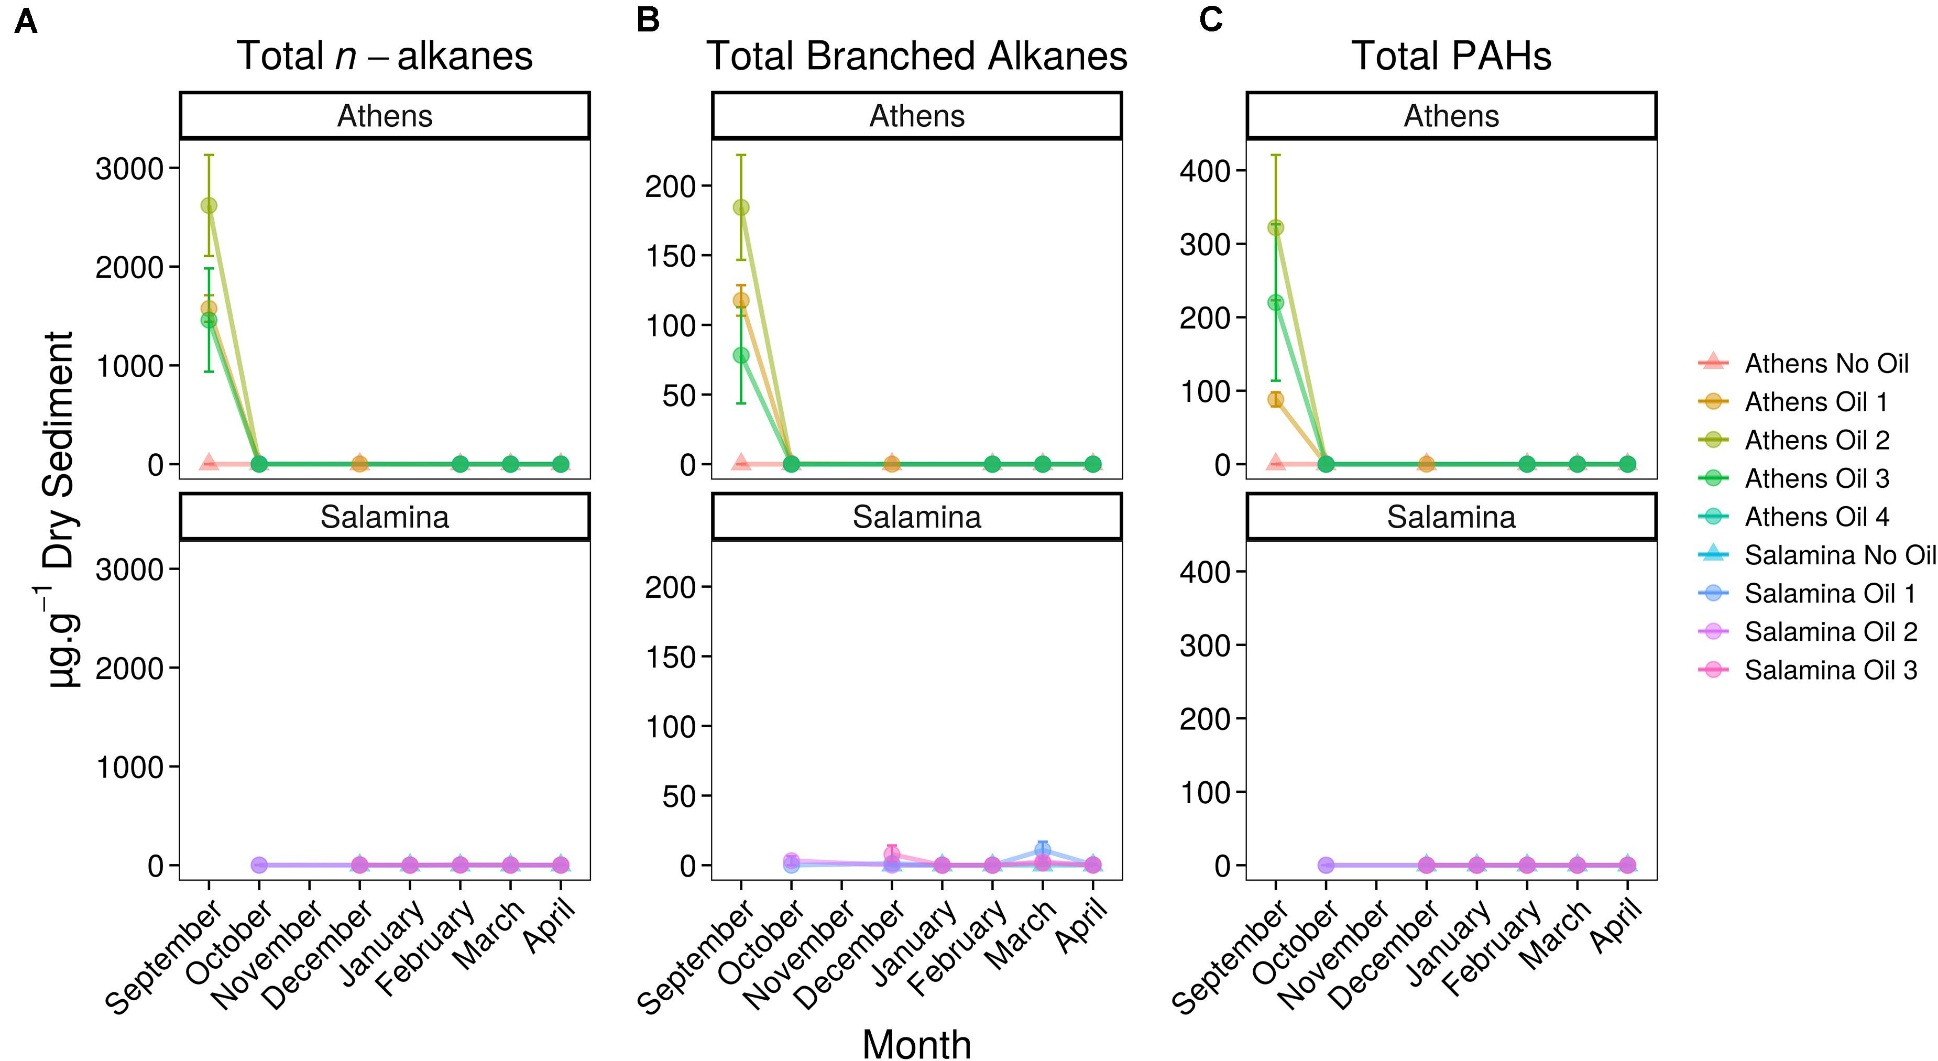 A
B
C
Total n – alkanes
Total Branched Alkanes
Total PAHs
Athens
Athens
Athens
3000
2000
1000
0
200
150
100
50
0
400
300
200
100
0
Salamina
Salamina
Salamina
3000
2000
1000
0
200
150
100
50
0
400
300
200
100
0
µg.g⁻¹ Dry Sediment
September
October
November
December
January
February
March
April
September
October
November
December
January
February
March
April
September
October
November
December
January
February
March
April
Month
Athens No Oil
Athens Oil 1
Athens Oil 2
Athens Oil 3
Athens Oil 4
Salamina No Oil
Salamina Oil 1
Salamina Oil 2
Salamina Oil 3